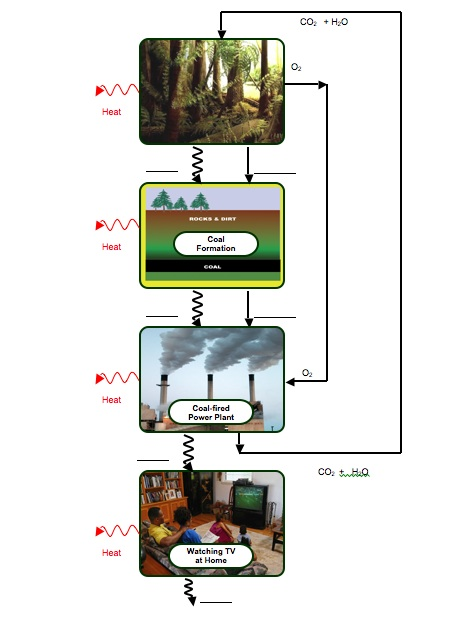 CO2 + H2O
O2
Heat
ROCKS & DIRT
Coal
Formation
COAL
Heat
O2
Heat
Coal-fired
Power Plant
CO2 + H2O
Heat
Watching TV
at Home